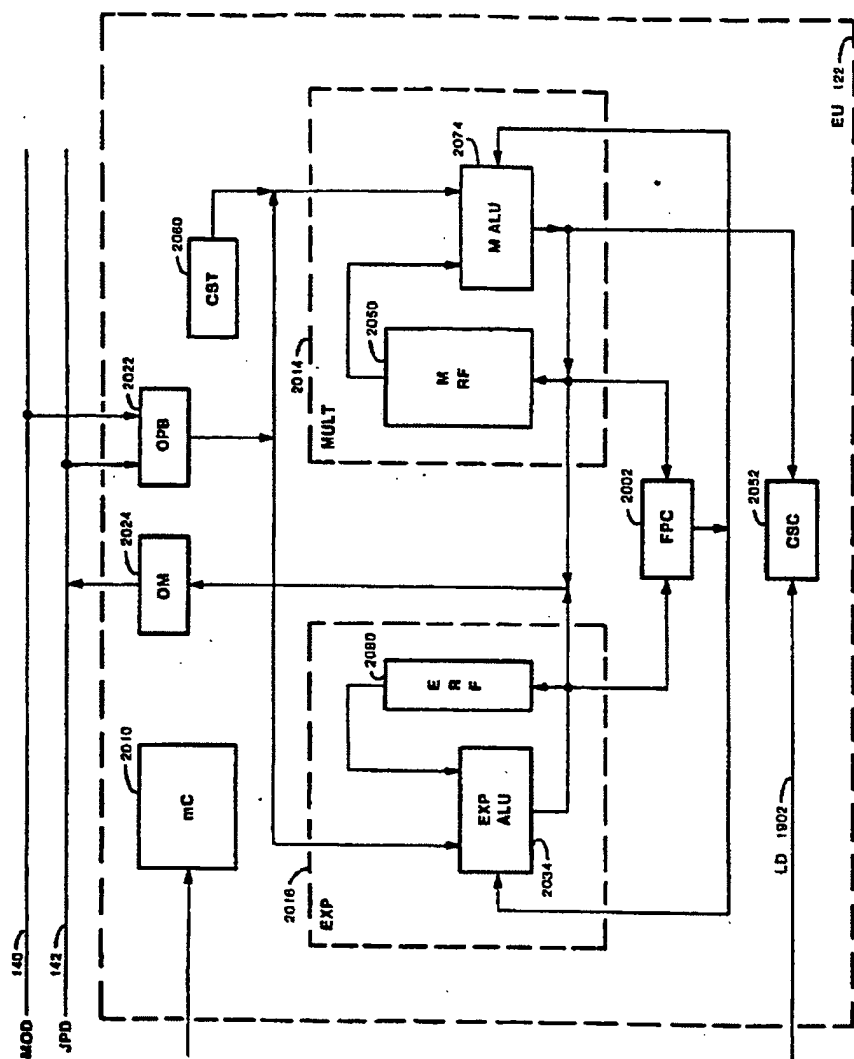 MOD
140
JPD
142
2010
mC
2024
OM
2022
OPB
2060
CST
2016
EXP
EXP
ALU
2034
2080
E
R
F
2014
MULT
2050
M
RF
2074
M ALU
2002
FPC
2052
CSC
LD 1902
EU 122